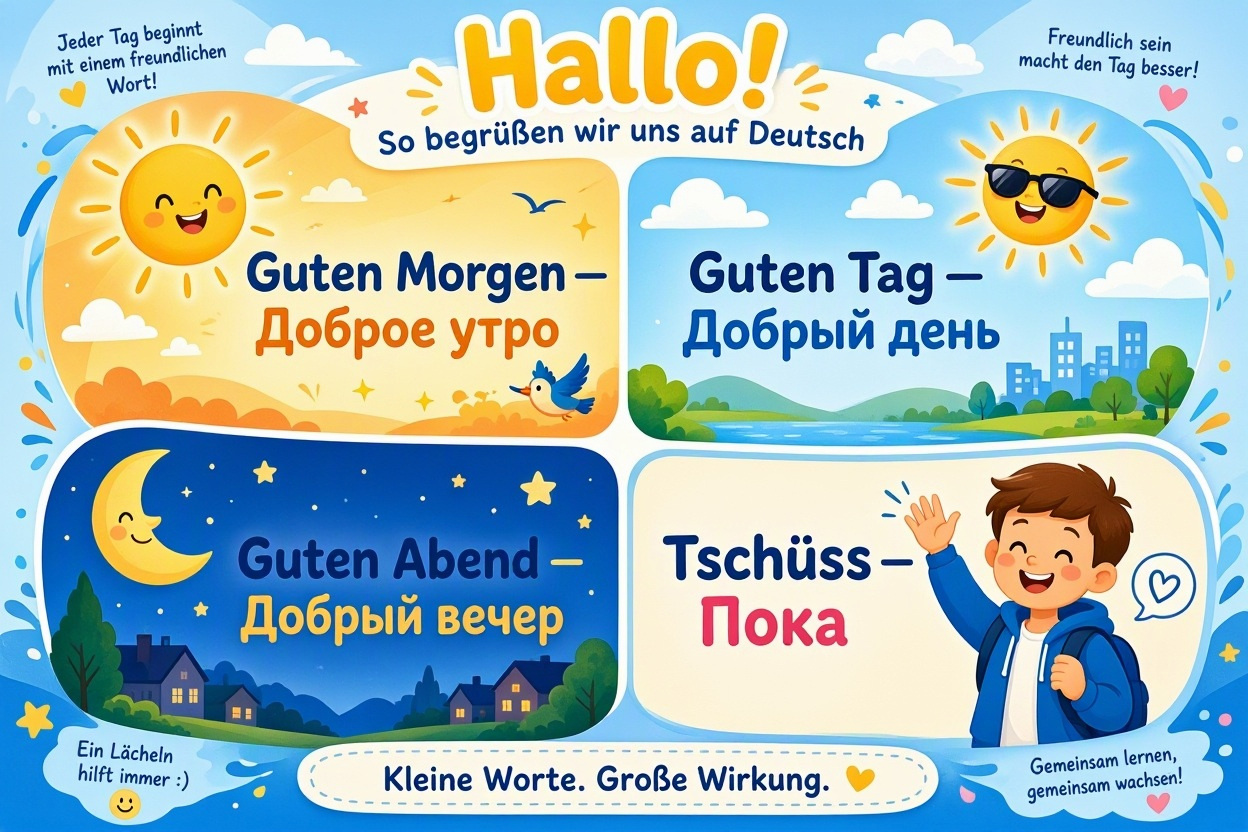 Jeder Tag beginnt
mit einem freundlichen
Wort!
Hallo!
So begrüßen wir uns auf Deutsch
Freundlich sein
macht den Tag besser!
Guten Morgen –
Доброе утро
Guten Tag –
Добрый день
Guten Abend –
Добрый вечер
Tschüss –
Пока
Ein Lächeln
hilft immer :)
Kleine Worte. Große Wirkung.
Gemeinsam lernen,
gemeinsam wachsen!